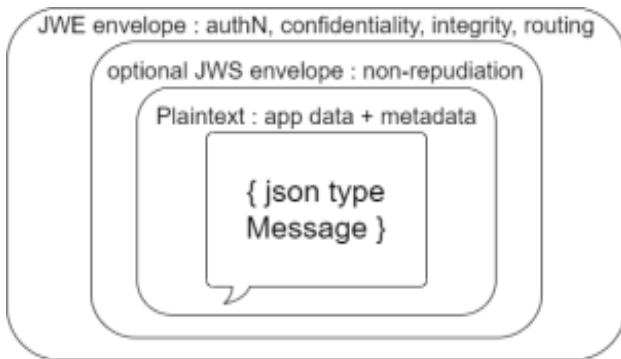 JWE envelope : authN, confidentiality, integrity, routing
optional JWS envelope : non-repudiation
Plaintext : app data + metadata
{ json type
Message }